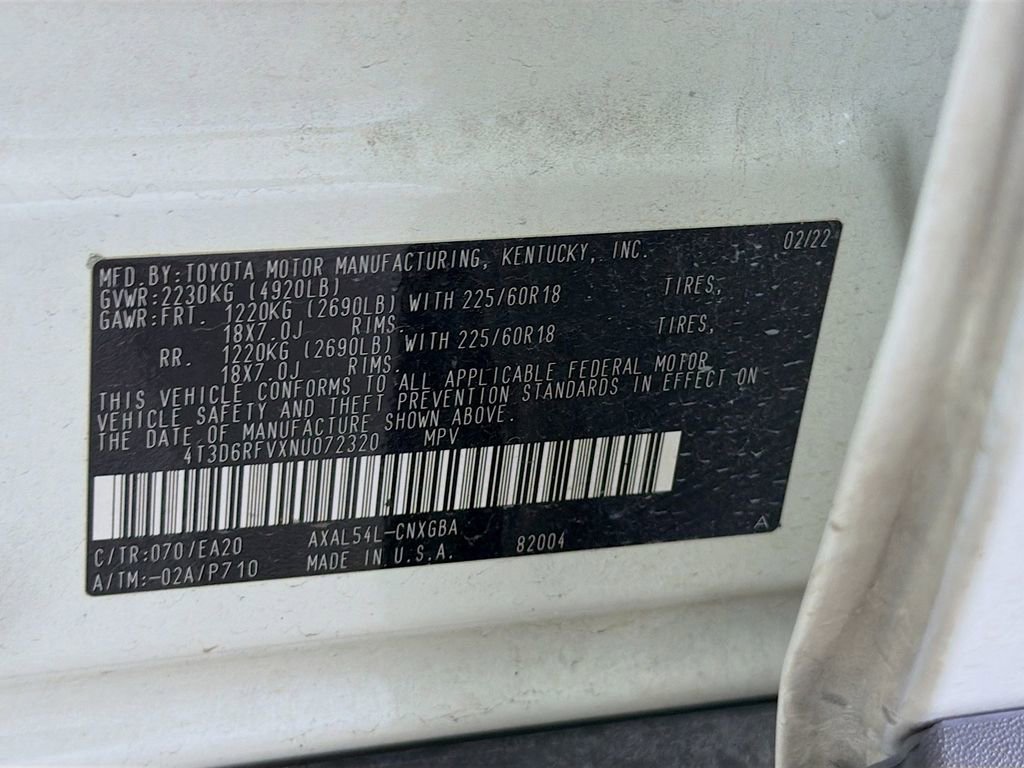 MFD.BY:TOYOTA MOTOR MANUFACTURING, KENTUCKY, INC. 02/22
GVWR:2230KG (4920LB)
GAWR:FRT. 1220KG (2690LB) WITH 225/60R18 TIRES,
18X7.0J RIMS.
RR. 1220KG (2690LB) WITH 225/60R18 TIRES,
18X7.0J RIMS.
THIS VEHICLE CONFORMS TO ALL APPLICABLE FEDERAL MOTOR
VEHICLE SAFETY AND THEFT PREVENTION STANDARDS IN EFFECT ON
THE DATE OF MANUFACTURE SHOWN ABOVE.
4T3D6RFVXNU072320 MPV
C/TR:070/EA20 AXAL54L-CNXGBA
A/TM:-02A/P710 MADE IN U.S.A. 82004 A